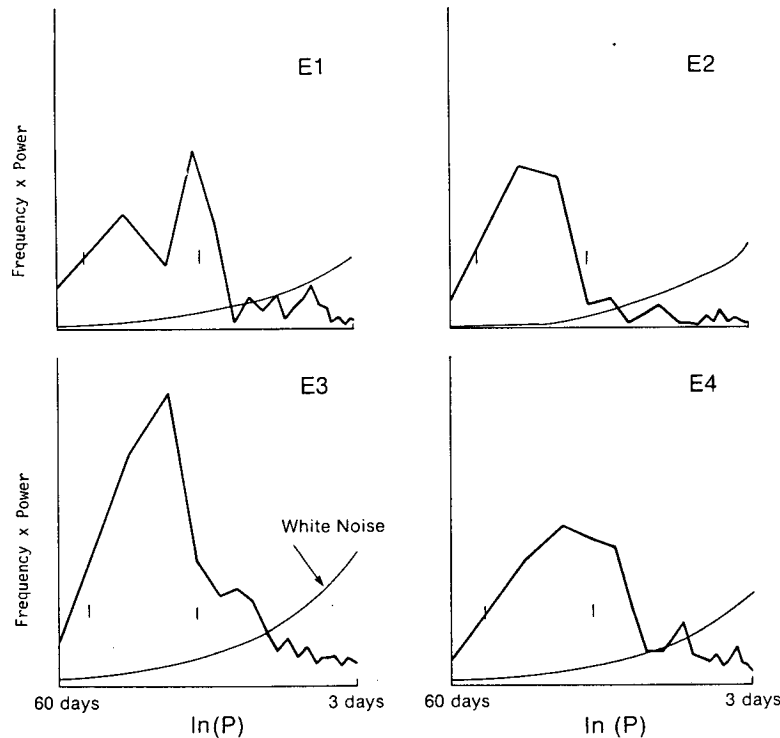 E1
E2
Frequency x Power
E3
E4
White Noise
Frequency x Power
60 days
3 days
60 days
3 days
ln(P)
ln (P)